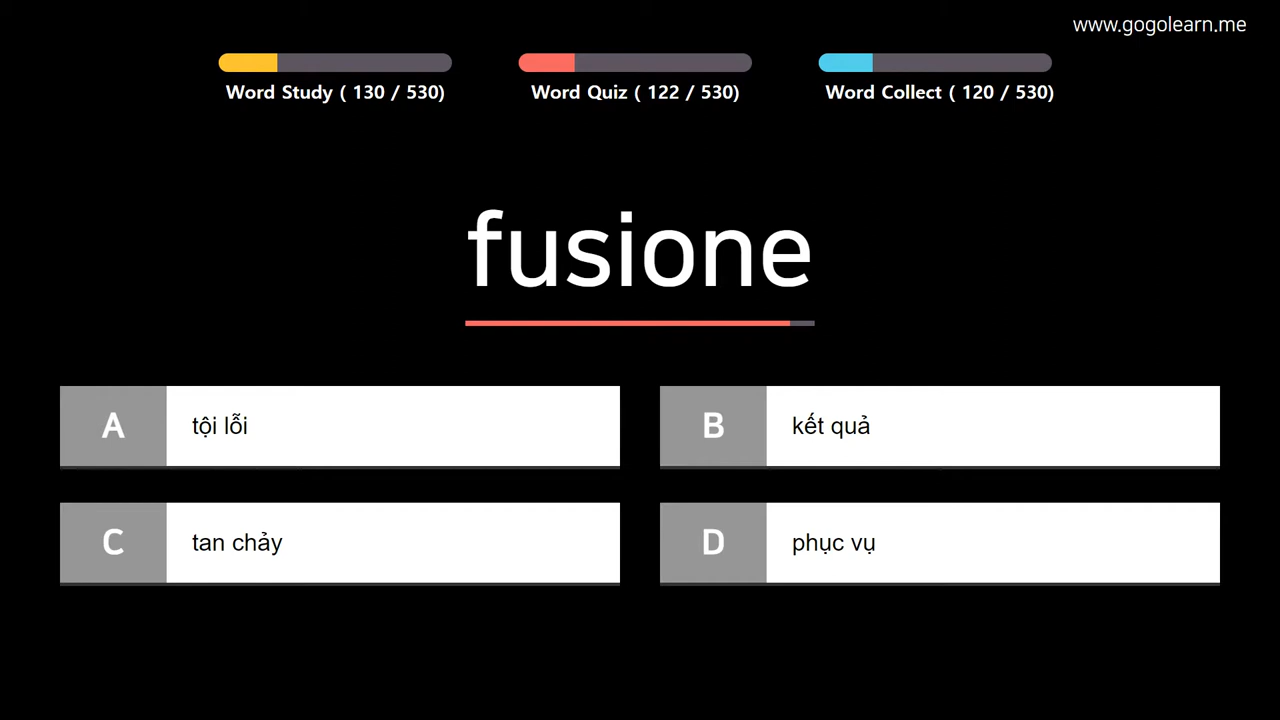 www.gogolearn.me
Word Study ( 130 / 530)
Word Quiz ( 122 / 530)
Word Collect ( 120 / 530)
fusione
A
tội lỗi
B
kết quả
C
tan chảy
D
phục vụ